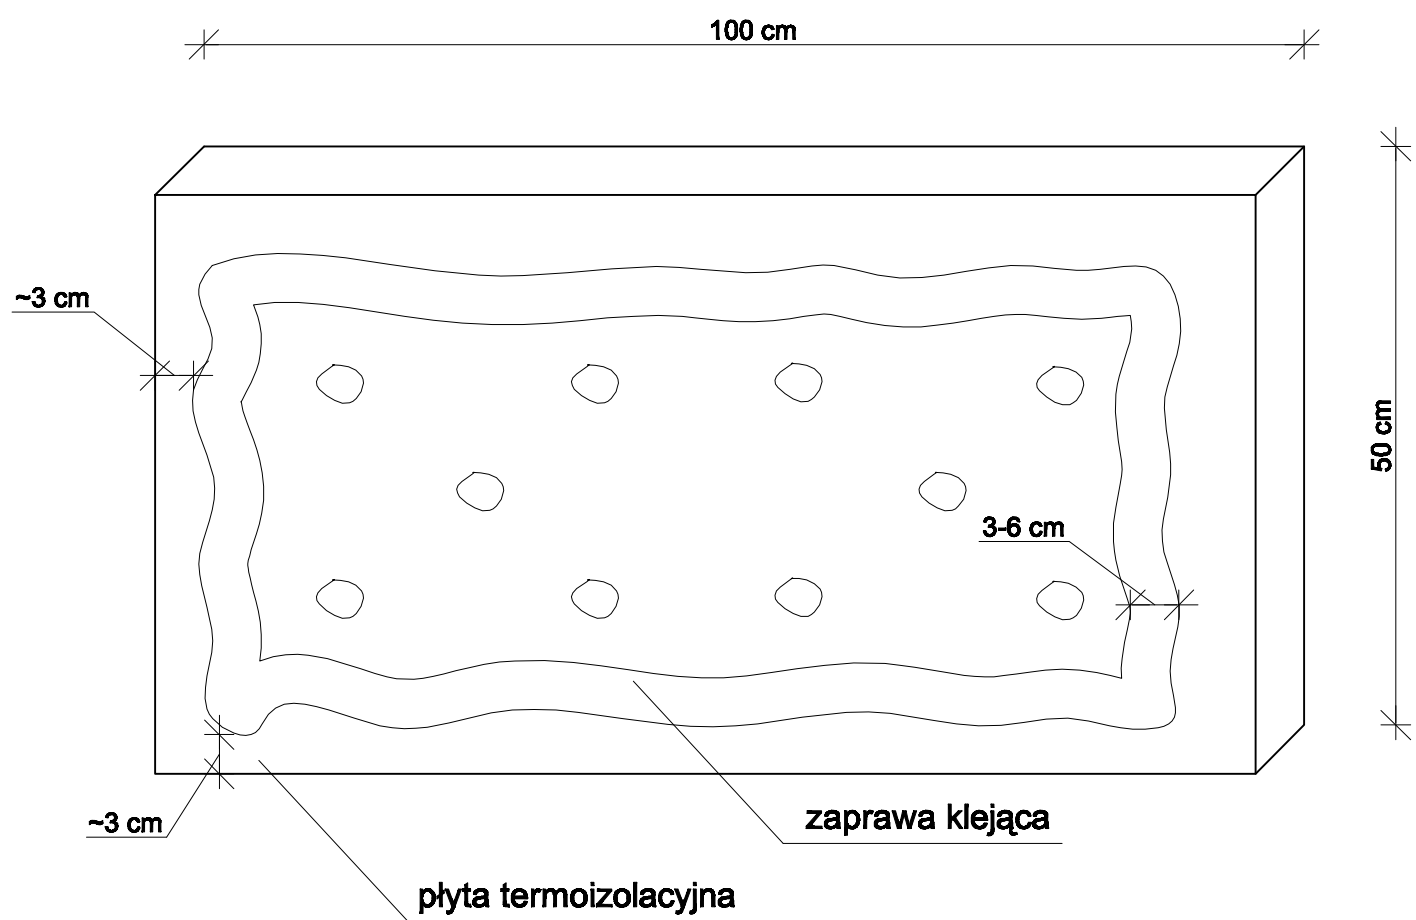 100 cm
~3 cm
50 cm
3-6 cm
~3 cm
zaprawa klejąca
płyta termoizolacyjna